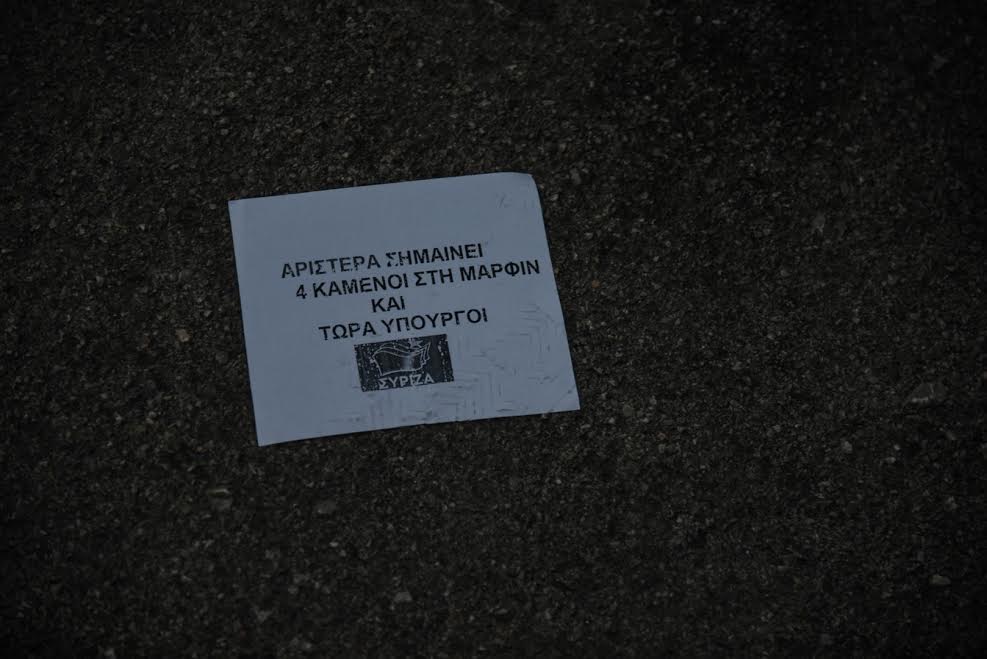 ΑΡΙΣΤΕΡΑ ΣΗΜΑΙΝΕΙ
4 ΚΑΜΕΝΟΙ ΣΤΗ ΜΑΡΦΙΝ
ΚΑΙ
ΤΩΡΑ ΥΠΟΥΡΓΟΙ
ΣΥΡΙΖΑ